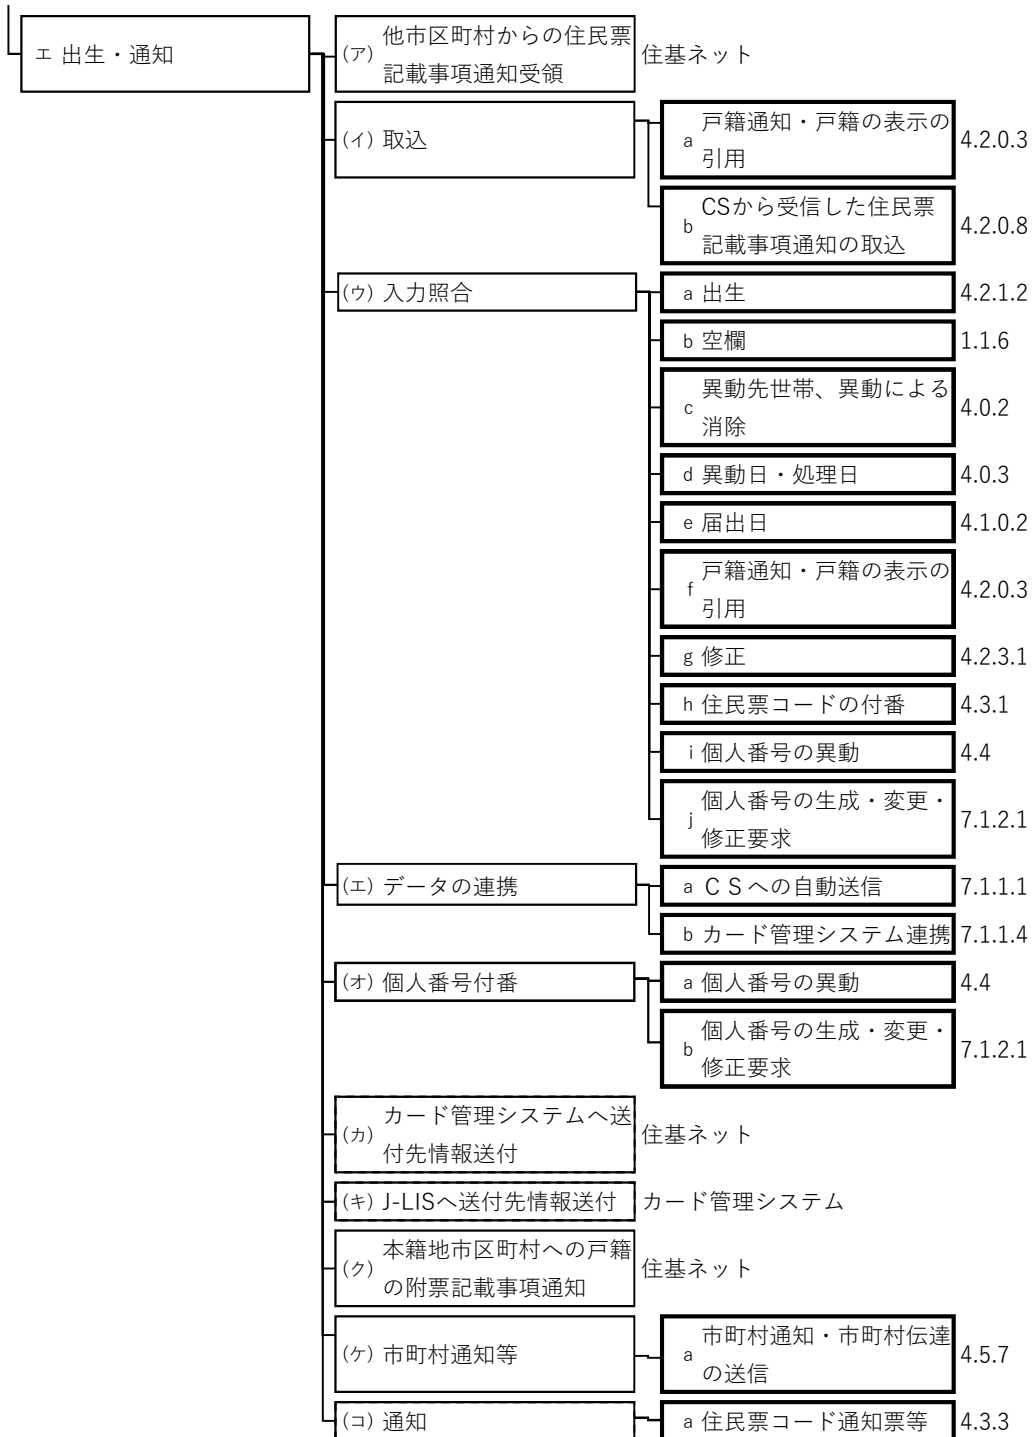 エ 出生・通知
(ア) 他市区町村からの住民票
記載事項通知受領
住基ネット
(イ) 取込
a 戸籍通知・戸籍の表示の
引用
4.2.0.3
b CSから受信した住民票
記載事項通知の取込
4.2.0.8
(ウ) 入力照合
a 出生 4.2.1.2
b 空欄 1.1.6
c 異動先世帯、異動による
消除
4.0.2
d 異動日・処理日 4.0.3
e 届出日 4.1.0.2
f 戸籍通知・戸籍の表示の
引用
4.2.0.3
g 修正 4.2.3.1
h 住民票コードの付番 4.3.1
i 個人番号の異動 4.4
j 個人番号の生成・変更・
修正要求
7.1.2.1
(エ) データの連携
a ＣＳへの自動送信 7.1.1.1
b カード管理システム連携 7.1.1.4
(オ) 個人番号付番
a 個人番号の異動 4.4
b 個人番号の生成・変更・
修正要求
7.1.2.1
(カ) カード管理システムへ送
付先情報送付
住基ネット
(キ) J-LISへ送付先情報送付 カード管理システム
(ク) 本籍地市区町村への戸籍
の附票記載事項通知
住基ネット
(ケ) 市町村通知等
a 市町村通知・市町村伝達
の送信
4.5.7
(コ) 通知
a 住民票コード通知票等 4.3.3